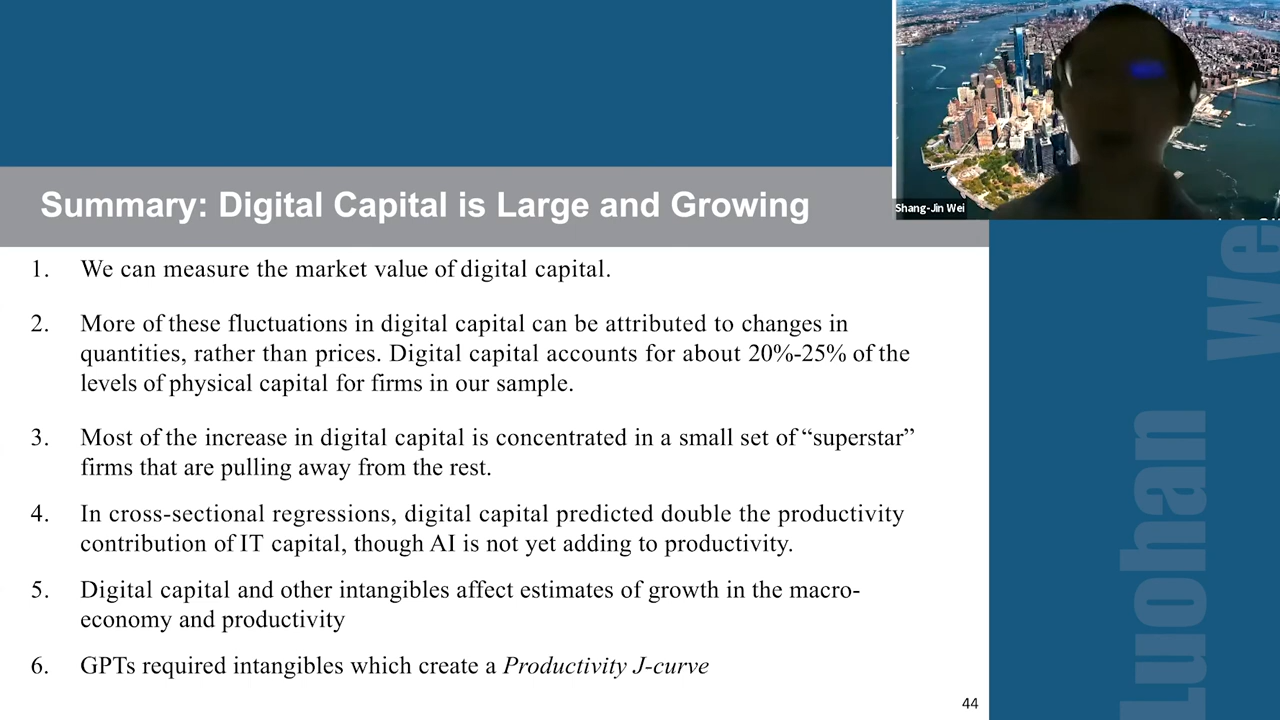 Shang-Jin Wei
Summary: Digital Capital is Large and Growing
1. We can measure the market value of digital capital.
2. More of these fluctuations in digital capital can be attributed to changes in
quantities, rather than prices. Digital capital accounts for about 20%-25% of the
levels of physical capital for firms in our sample.
3. Most of the increase in digital capital is concentrated in a small set of “superstar”
firms that are pulling away from the rest.
4. In cross-sectional regressions, digital capital predicted double the productivity
contribution of IT capital, though AI is not yet adding to productivity.
5. Digital capital and other intangibles affect estimates of growth in the macro-
economy and productivity
6. GPTs required intangibles which create a Productivity J-curve
44
Luohan